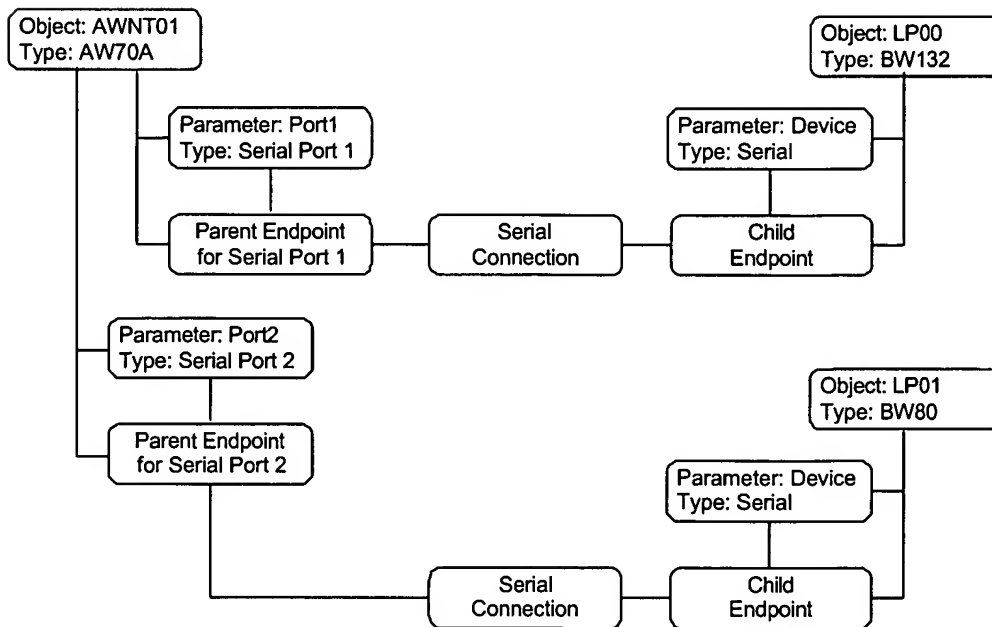 Object: AWNT01
Type: AW70A
Object: LP00
Type: BW132
Parameter: Port1
Type: Serial Port 1
Parameter: Device
Type: Serial
Parent Endpoint
for Serial Port 1
Serial
Connection
Child
Endpoint
Parameter: Port2
Type: Serial Port 2
Object: LP01
Type: BW80
Parent Endpoint
for Serial Port 2
Parameter: Device
Type: Serial
Serial
Connection
Child
Endpoint